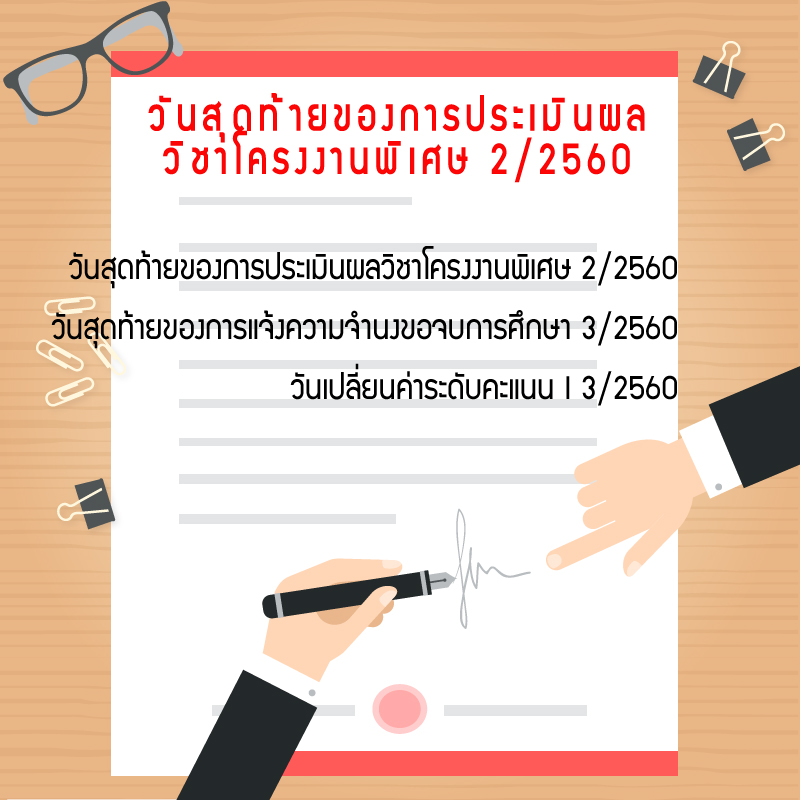 วันสุดท้ายของการประเมินผล
วิชาโครงงานพิเศษ 2/2560
วันสุดท้ายของการประเมินผลวิชาโครงงานพิเศษ 2/2560
วันสุดท้ายของการแจ้งความจำนงขอจบการศึกษา 3/2560
วันเปลี่ยนค่าระดับคะแนน I 3/2560